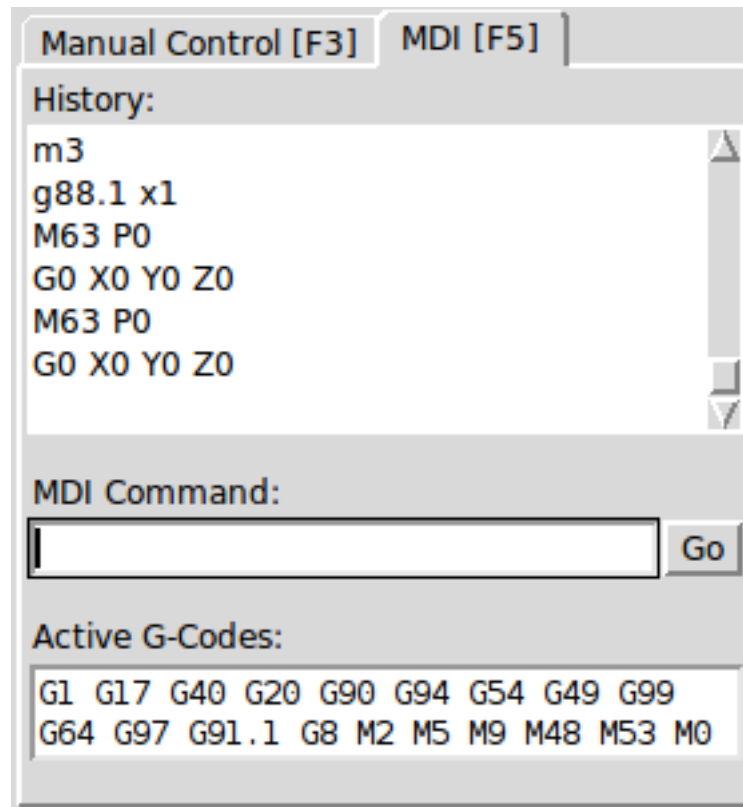 Manual Control [F3] MDI [F5]
History:
m3
g88.1 x1
M63 P0
G0 X0 Y0 Z0
M63 P0
G0 X0 Y0 Z0
MDI Command:
Go
Active G-Codes:
G1 G17 G40 G20 G90 G94 G54 G49 G99
G64 G97 G91.1 G8 M2 M5 M9 M48 M53 M0